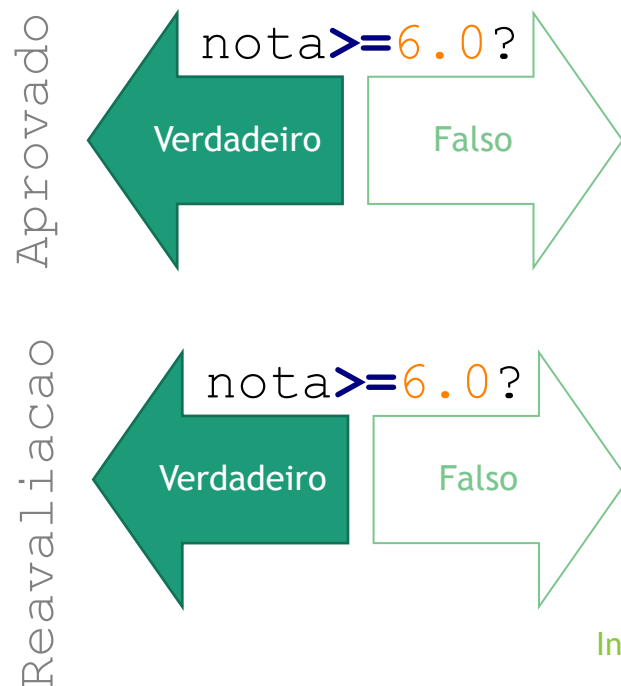 Aprovado
nota>=6.0?
Verdadeiro
Falso
Reavaliacao
nota>=6.0?
Verdadeiro
Falso
In